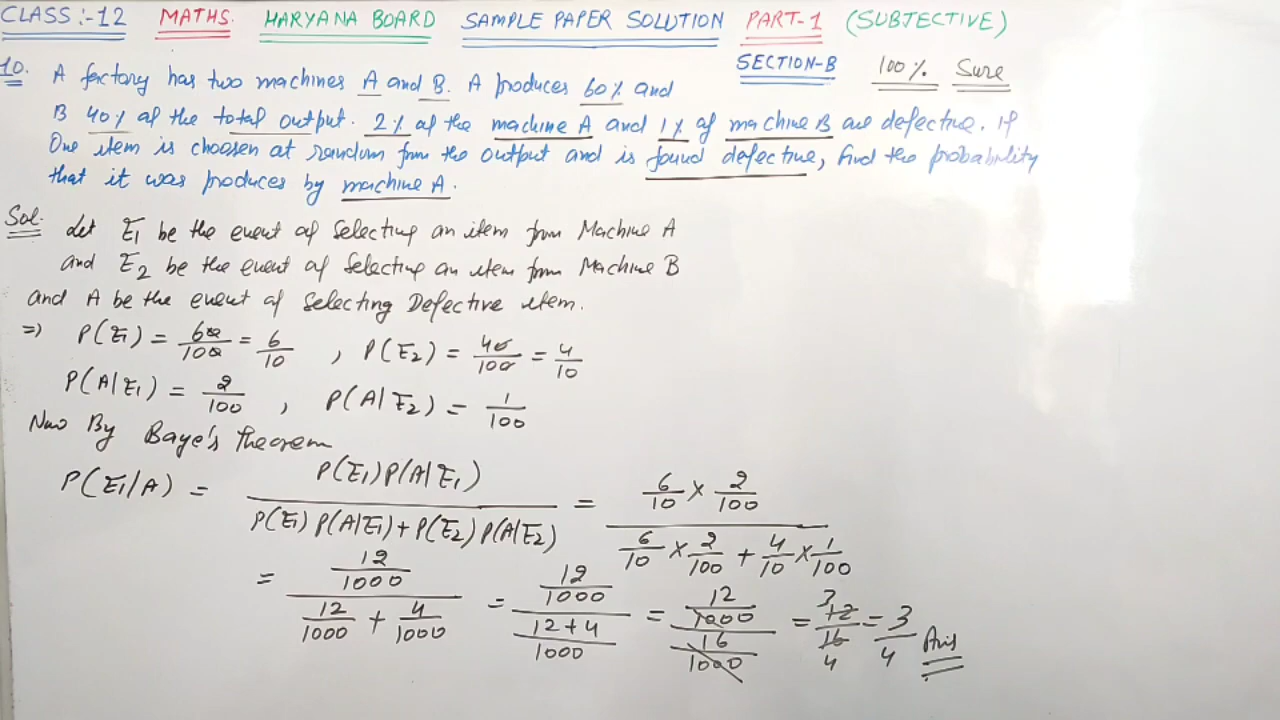 CLASS :-12 MATHS. HARYANA BOARD SAMPLE PAPER SOLUTION PART-1 (SUBJECTIVE)
SECTION-B 100% Sure
10. A factory has two machines A and B. A produces 60% and
B 40% of the total output. 2% of the machine A and 1% of machine B are defective. If
One item is choosen at random from the output and is found defective, find the probability
that it was produces by machine A.
Sol. Let E1 be the event of selecting an item from Machine A
and E2 be the event of selecting an item from Machine B
and A be the event of selecting Defective item.
=> P(E1) = 60/100 = 6/10 , P(E2) = 40/100 = 4/10
P(A|E1) = 2/100 , P(A|E2) = 1/100
Now By Baye's theorem
P(E1/A) = P(E1)P(A|E1) / P(E1)P(A|E1)+P(E2)P(A|E2) = 6/10 × 2/100 / 6/10 × 2/100 + 4/10 × 1/100
= 12/1000 / 12/1000 + 4/1000 = 12/1000 / 12+4/1000 = 12/1000 / 16/1000 = 3 12/16 4 = 3/4 Ans